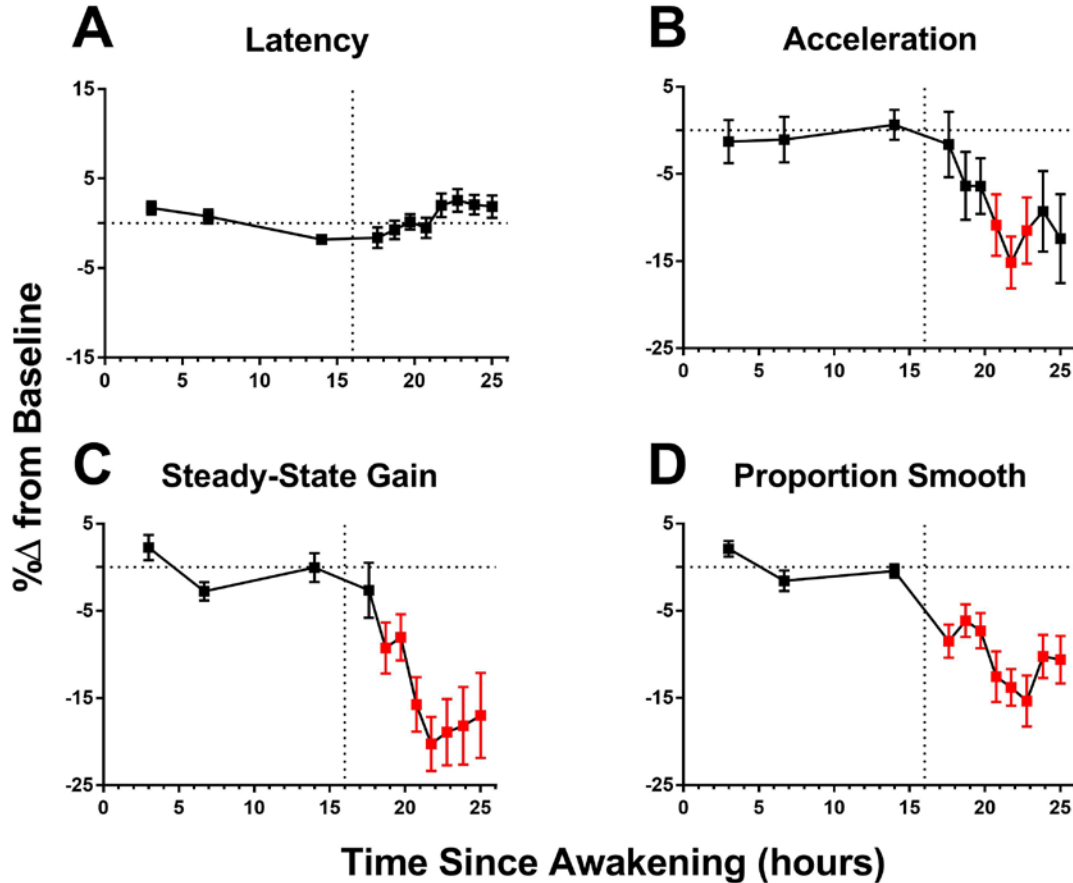 A
Latency
15
5
-5
-15
0 5 10 15 20 25
B
Acceleration
5
-5
-15
-25
0 5 10 15 20 25
C
Steady-State Gain
5
-5
-15
-25
0 5 10 15 20 25
D
Proportion Smooth
5
-5
-15
-25
0 5 10 15 20 25
%Δ from Baseline
Time Since Awakening (hours)